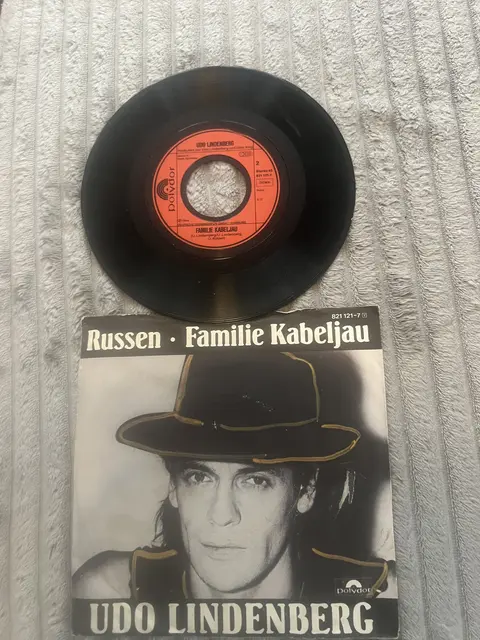 UDO LINDENBERG
2
polydor
FAMILIE KABELJAU
821 121-7
Russen · Familie Kabeljau
polydor
UDO LINDENBERG